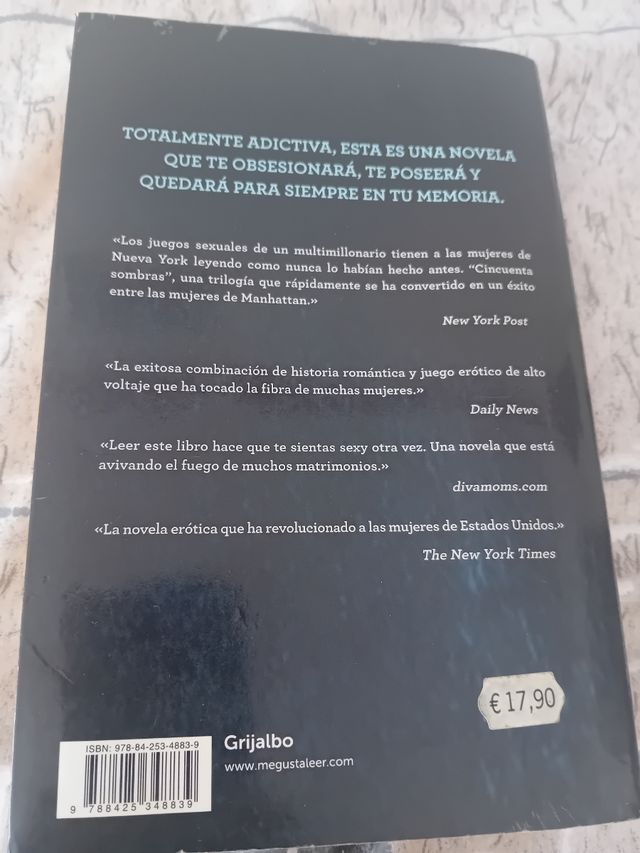 TOTALMENTE ADICTIVA, ESTA ES UNA NOVELA
QUE TE OBSESIONARÁ, TE POSEERÁ Y
QUEDARÁ PARA SIEMPRE EN TU MEMORIA.
«Los juegos sexuales de un multimillonario tienen a las mujeres de
Nueva York leyendo como nunca lo habían hecho antes. “Cincuenta
sombras”, una trilogía que rápidamente se ha convertido en un éxito
entre las mujeres de Manhattan.»
New York Post
«La exitosa combinación de historia romántica y juego erótico de alto
voltaje que ha tocado la fibra de muchas mujeres.»
Daily News
«Leer este libro hace que te sientas sexy otra vez. Una novela que está
avivando el fuego de muchos matrimonios.»
divamoms.com
«La novela erótica que ha revolucionado a las mujeres de Estados Unidos.»
The New York Times
€ 17,90
ISBN: 978-84-253-4883-9
9 788425 348839
Grijalbo
www.megustaleer.com